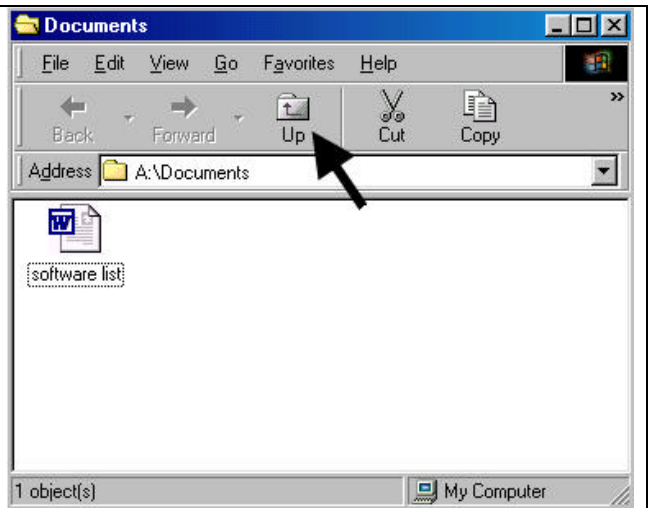 Documents
File Edit View Go Favorites Help
Back Forward Up Cut Copy »
Address A:\Documents
W
software list
1 object(s) My Computer